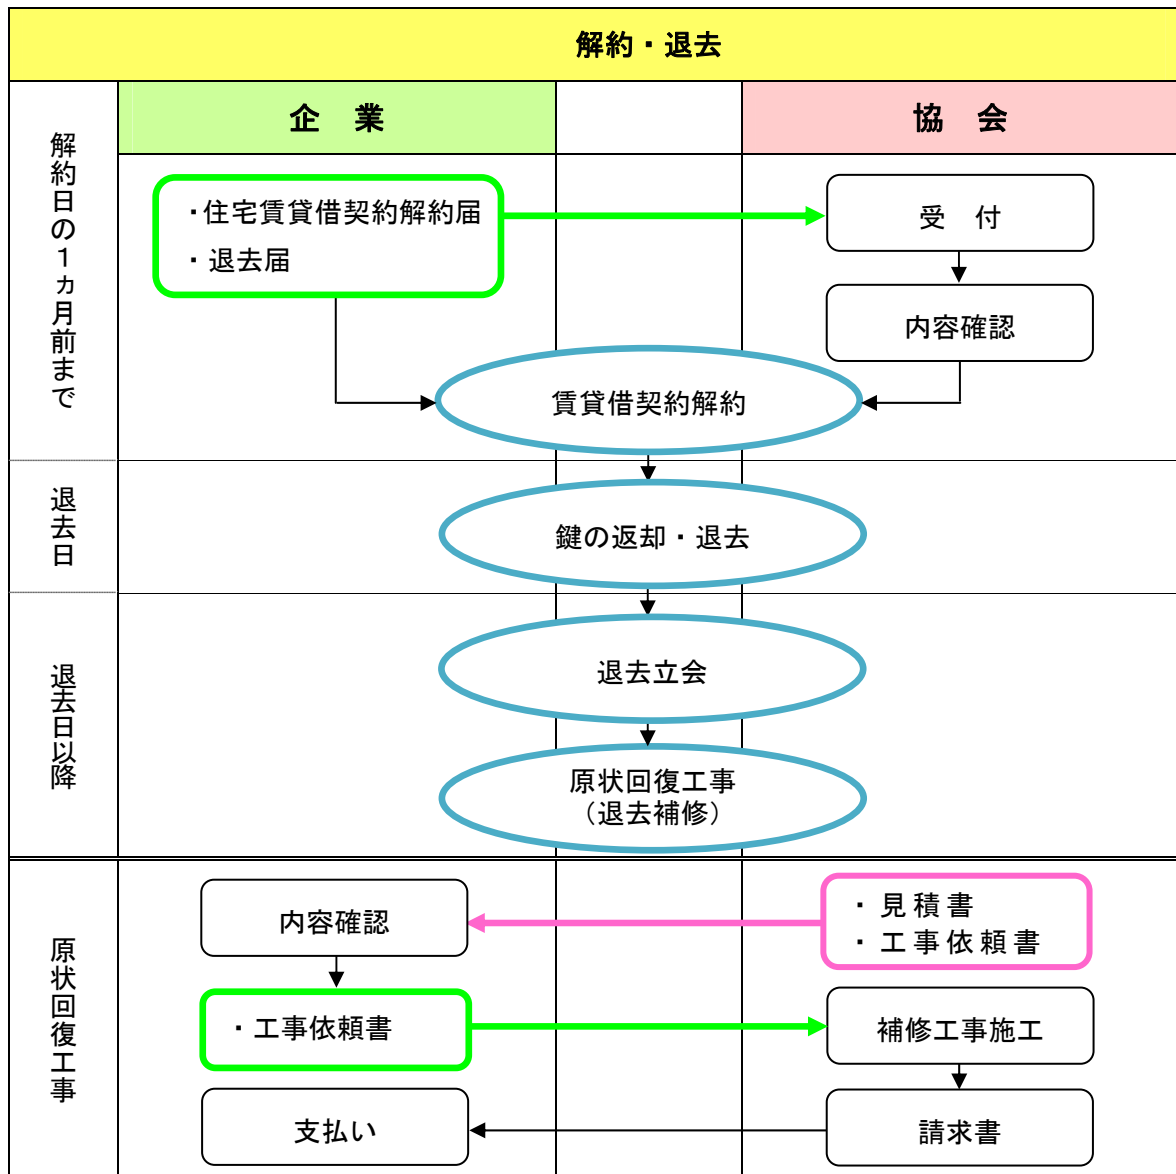 解約・退去
企　業
協　会
解約日の１ヵ月前まで
・住宅賃貸借契約解約届
・退去届
受　付
内容確認
賃貸借契約解約
退去日
鍵の返却・退去
退去日以降
退去立会
原状回復工事
（退去補修）
原状回復工事
内容確認
・見積書
・工事依頼書
・工事依頼書
補修工事施工
支払い
請求書